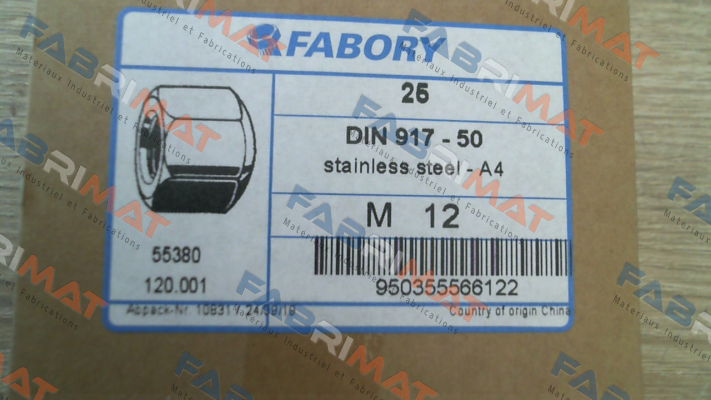 FABORY
25
DIN 917 - 50
stainless steel - A4
M 12
55380
120.001
950355566122
Country of origin China
FABRIMAT
Materiaux Industriel et Fabrications